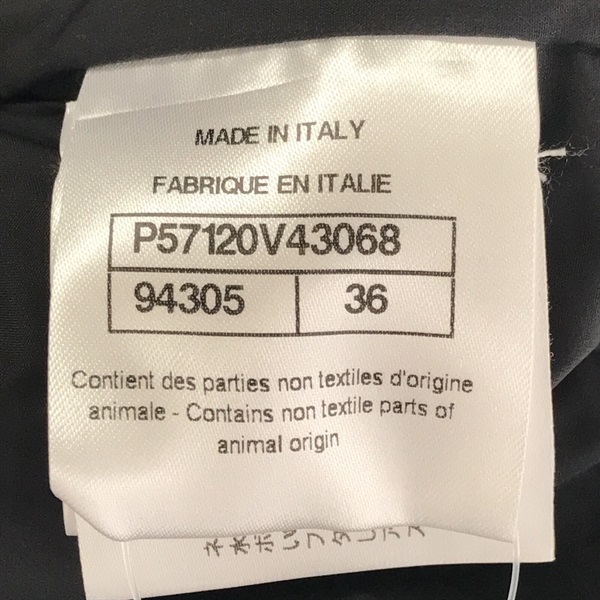 MADE IN ITALY
FABRIQUE EN ITALIE
P57120V43068
94305 36
Contient des parties non textiles d'origine
animale - Contains non textile parts of
animal origin